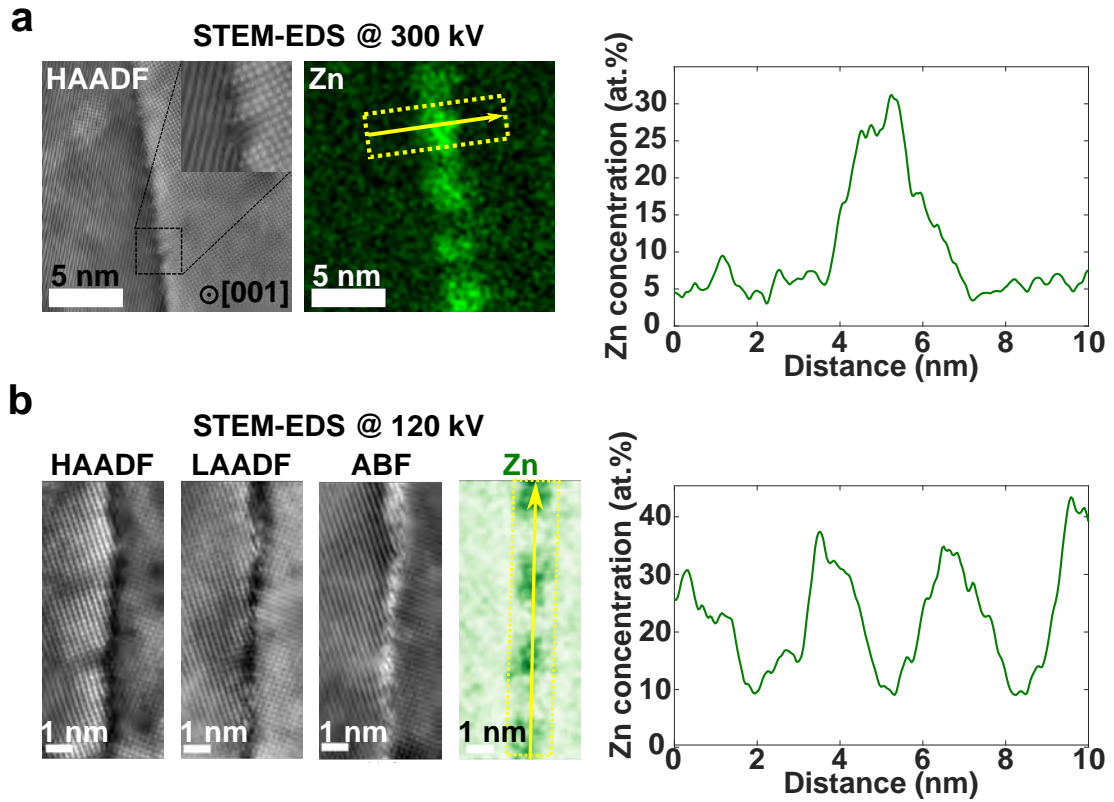 a
STEM-EDS @ 300 kV
HAADF
5 nm
⊙[001]
Zn
5 nm
Zn concentration (at.%)
30
25
20
15
10
5
0
0 2 4 6 8 10
Distance (nm)
b
STEM-EDS @ 120 kV
HAADF LAADF ABF Zn
1 nm 1 nm 1 nm 1 nm
Zn concentration (at.%)
40
30
20
10
0
0 2 4 6 8 10
Distance (nm)